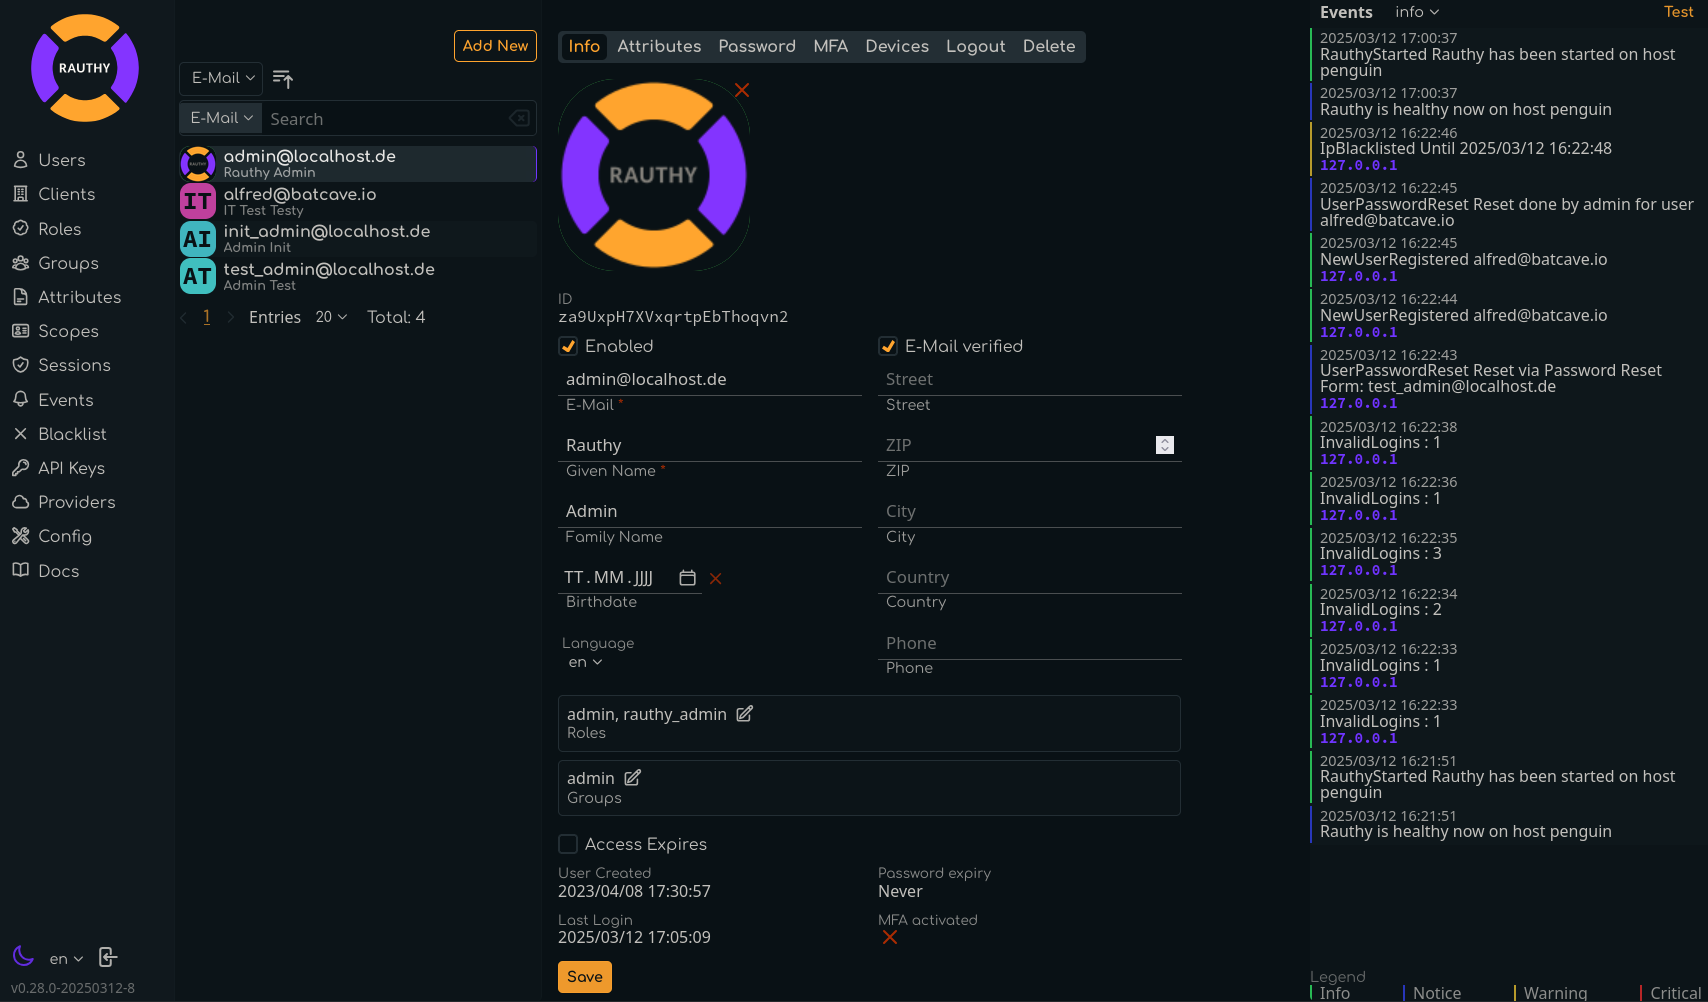 RAUTHY
Users
Clients
Roles
Groups
Attributes
Scopes
Sessions
Events
Blacklist
API Keys
Providers
Config
Docs
en
v0.28.0-20250312-8
Add New
E-Mail
E-Mail
Search
RAUTHY
admin@localhost.de
Rauthy Admin
IT
alfred@batcave.io
IT Test Testy
AI
init_admin@localhost.de
Admin Init
AT
test_admin@localhost.de
Admin Test
1
Entries
20
Total: 4
Info
Attributes
Password
MFA
Devices
Logout
Delete
RAUTHY
ID
za9UxpH7XVxqrtpEbThoqvn2
Enabled
E-Mail verified
admin@localhost.de
E-Mail *
Street
Street
Rauthy
Given Name *
ZIP
ZIP
Admin
Family Name
City
City
TT.MM.JJJJ
Birthdate
Country
Country
Language
en
Phone
Phone
admin, rauthy_admin
Roles
admin
Groups
Access Expires
User Created
2023/04/08 17:30:57
Password expiry
Never
Last Login
2025/03/12 17:05:09
MFA activated
Save
Events
info
Test
2025/03/12 17:00:37
RauthyStarted Rauthy has been started on host
penguin
2025/03/12 17:00:37
Rauthy is healthy now on host penguin
2025/03/12 16:22:46
IpBlacklisted Until 2025/03/12 16:22:48
127.0.0.1
2025/03/12 16:22:45
UserPasswordReset Reset done by admin for user
alfred@batcave.io
2025/03/12 16:22:45
NewUserRegistered alfred@batcave.io
127.0.0.1
2025/03/12 16:22:44
NewUserRegistered alfred@batcave.io
127.0.0.1
2025/03/12 16:22:43
UserPasswordReset Reset via Password Reset
Form: test_admin@localhost.de
127.0.0.1
2025/03/12 16:22:38
InvalidLogins : 1
127.0.0.1
2025/03/12 16:22:36
InvalidLogins : 1
127.0.0.1
2025/03/12 16:22:35
InvalidLogins : 3
127.0.0.1
2025/03/12 16:22:34
InvalidLogins : 2
127.0.0.1
2025/03/12 16:22:33
InvalidLogins : 1
127.0.0.1
2025/03/12 16:22:33
InvalidLogins : 1
127.0.0.1
2025/03/12 16:21:51
RauthyStarted Rauthy has been started on host
penguin
2025/03/12 16:21:51
Rauthy is healthy now on host penguin
Legend
Info
Notice
Warning
Critical